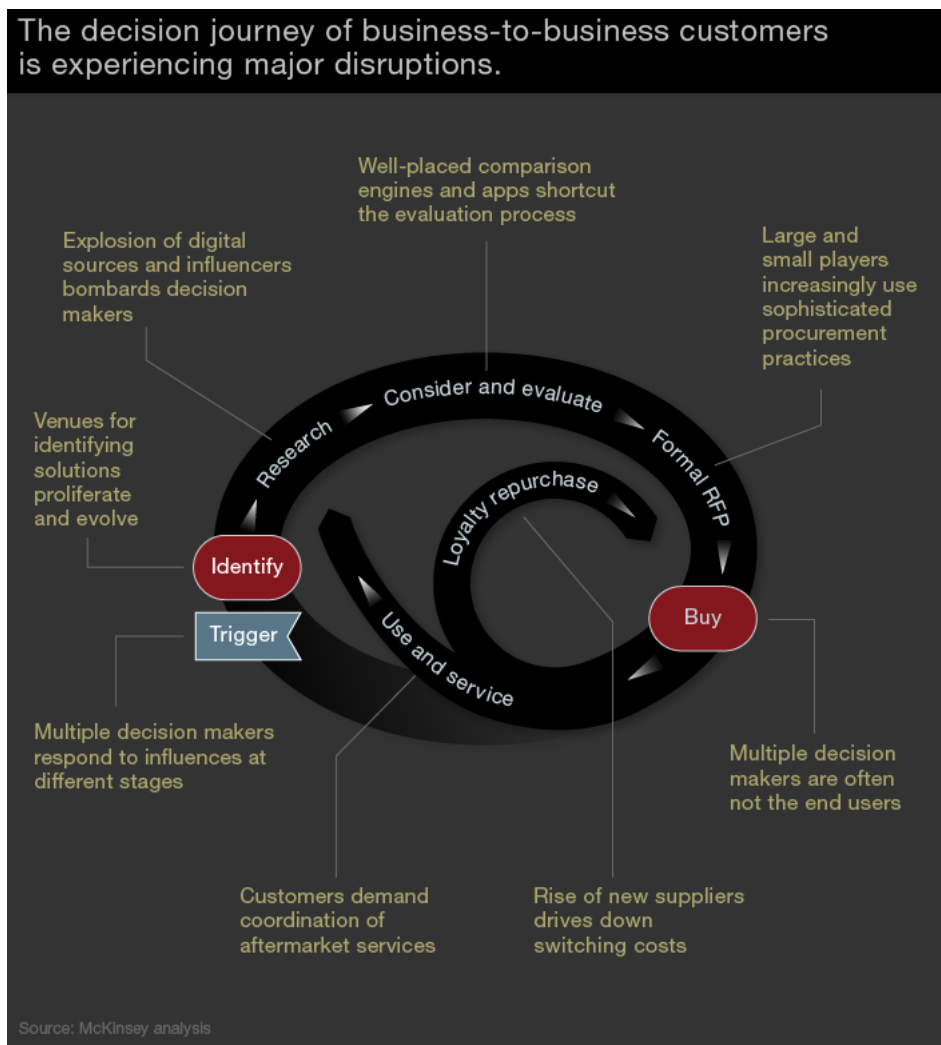 The decision journey of business-to-business customers
is experiencing major disruptions.
Well-placed comparison
engines and apps shortcut
the evaluation process
Explosion of digital
sources and influencers
bombards decision
makers
Large and
small players
increasingly use
sophisticated
procurement
practices
Venues for
identifying
solutions
proliferate
and evolve
Identify
Trigger
Research
Consider and evaluate
Formal RFP
Buy
Loyalty repurchase
Use and service
Multiple decision makers
respond to influences at
different stages
Multiple decision
makers are often
not the end users
Customers demand
coordination of
aftermarket services
Rise of new suppliers
drives down
switching costs
Source: McKinsey analysis